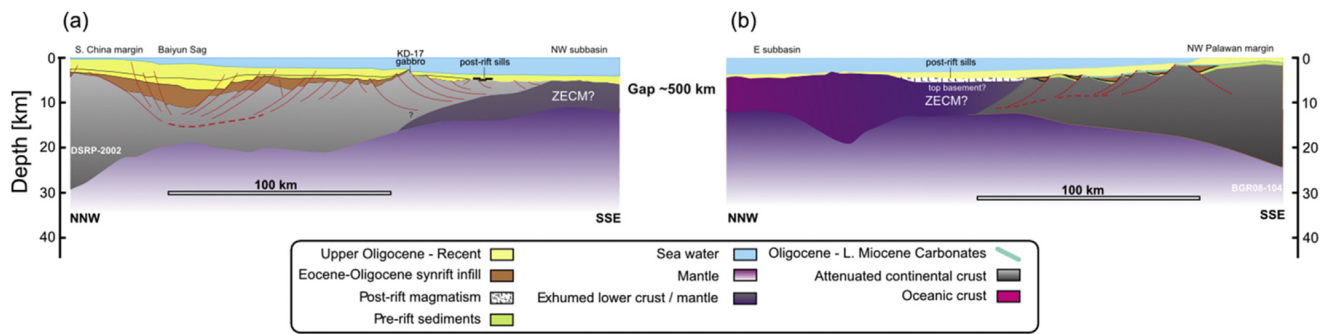 (a)
(b)
S. China margin
Baiyun Sag
KD-17
gabbro
post-rift sills
NW subbasin
E subbasin
NW Palawan margin
post-rift sills
top basement?
ZECM?
ZECM?
?
Gap ~500 km
Depth [km]
0
10
20
30
40
0
10
20
30
40
DSRP-2002
BGR08-104
100 km
100 km
NNW
SSE
NNW
SSE
Upper Oligocene - Recent
Eocene-Oligocene synrift infill
Post-rift magmatism
Pre-rift sediments
Sea water
Mantle
Exhumed lower crust / mantle
Oligocene - L. Miocene Carbonates
Attenuated continental crust
Oceanic crust